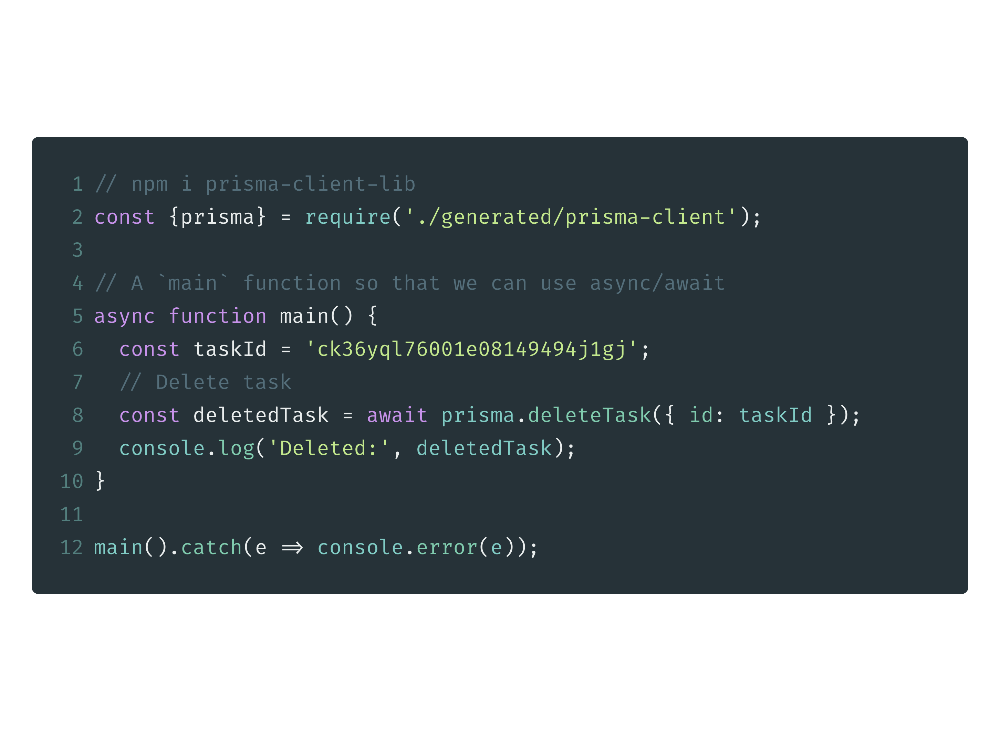 1 // npm i prisma-client-lib
2 const {prisma} = require('./generated/prisma-client');
3
4 // A `main` function so that we can use async/await
5 async function main() {
6   const taskId = 'ck36yql76001e08149494j1gj';
7   // Delete task
8   const deletedTask = await prisma.deleteTask({ id: taskId });
9   console.log('Deleted:', deletedTask);
10 }
11
12 main().catch(e => console.error(e));